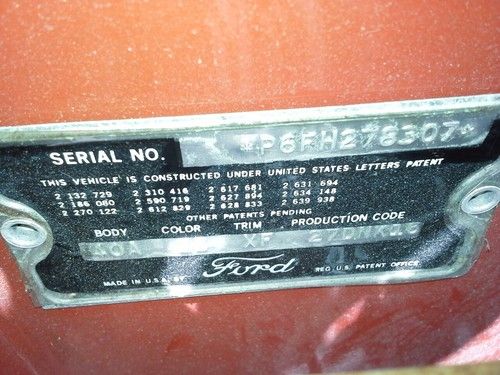 SERIAL NO. *P6FH278307*
THIS VEHICLE IS CONSTRUCTED UNDER UNITED STATES LETTERS PATENT
2 132 729 2 310 416 2 617 681 2 631 694
2 186 060 2 590 719 2 627 894 2 634 148
2 270 122 2 612 829 2 628 833 2 639 938
OTHER PATENTS PENDING
BODY COLOR TRIM PRODUCTION CODE
40A XF
Ford
MADE IN U.S.A. BY REG. U.S. PATENT OFFICE